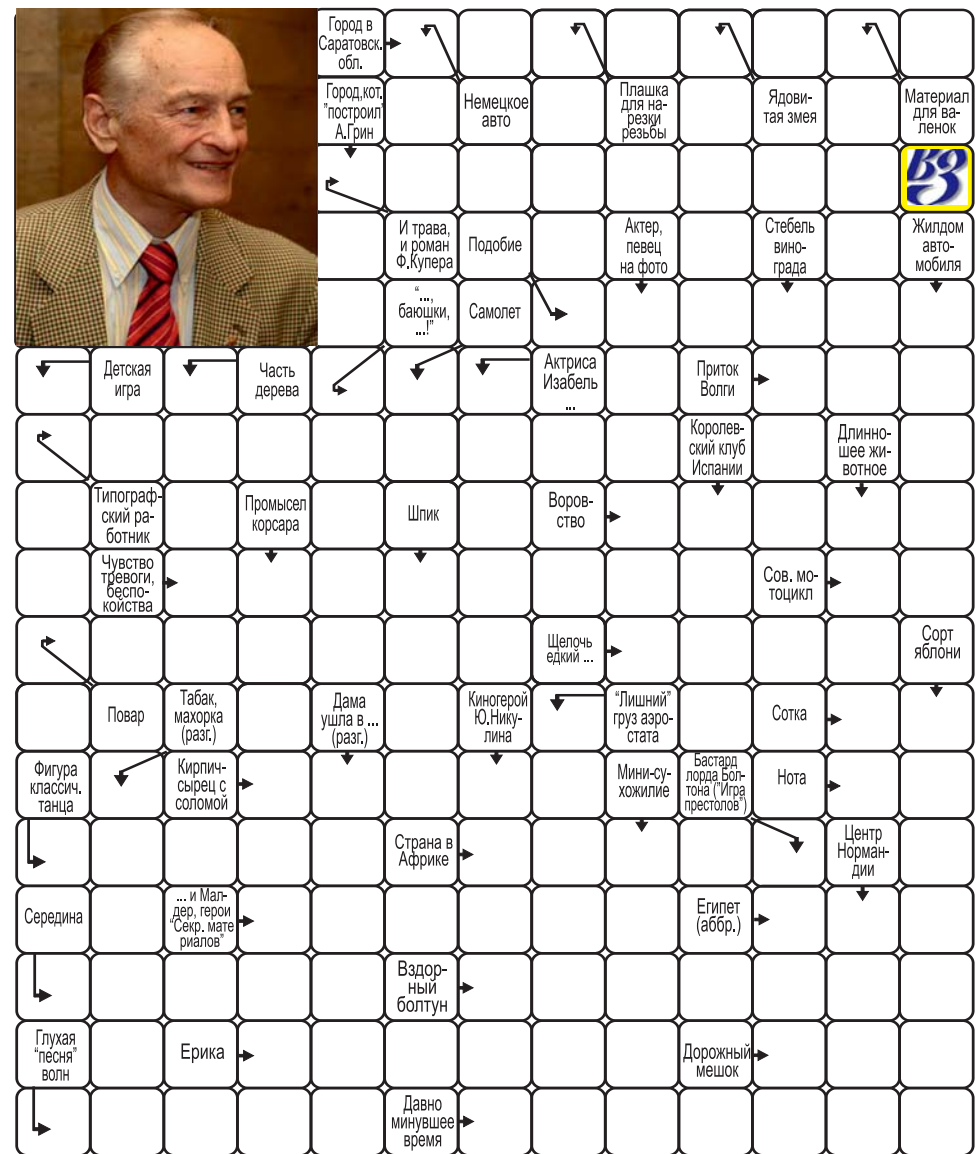 Город в
Саратовск.
обл.
Город,кот.
"построил"
А.Грин
Немецкое
авто
Плашка
для на-
резки
резьбы
Ядови-
тая змея
Материал
для ва-
ленок
И трава,
и роман
Ф.Купера
Подобие
Актер,
певец
на фото
Стебель
вино-
града
Жилдом
авто-
мобиля
"...,
баюшки,
...!"
Самолет
Детская
игра
Часть
дерева
Актриса
Изабель
...
Приток
Волги
Королев-
ский клуб
Испании
Длинно-
шее жи-
вотное
Типограф-
ский ра-
ботник
Промысел
корсара
Шпик
Воров-
ство
Чувство
тревоги,
беспо-
койства
Сов. мо-
тоцикл
Щелочь
едкий ...
Сорт
яблони
Повар
Табак,
махорка
(разг.)
Дама
ушла в ...
(разг.)
Киногерой
Ю.Нику-
лина
"Лишний"
груз аэро-
стата
Сотка
Фигура
классич.
танца
Кирпич-
сырец с
соломой
Мини-су-
хожилие
Бастард
лорда Бол-
тона ("Игра
престолов")
Нота
Страна в
Африке
Центр
Норман-
дии
Середина
... и Мал-
дер, герои
"Секр. мате
риалов"
Египет
(аббр.)
Вздор-
ный
болтун
Глухая
"песня"
волн
Ерика
Дорожный
мешок
Давно
минувшее
время